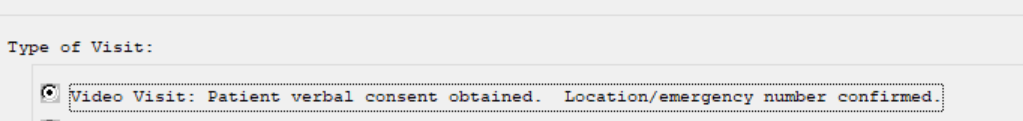 Type of Visit:
Video Visit: Patient verbal consent obtained.  Location/emergency number confirmed.